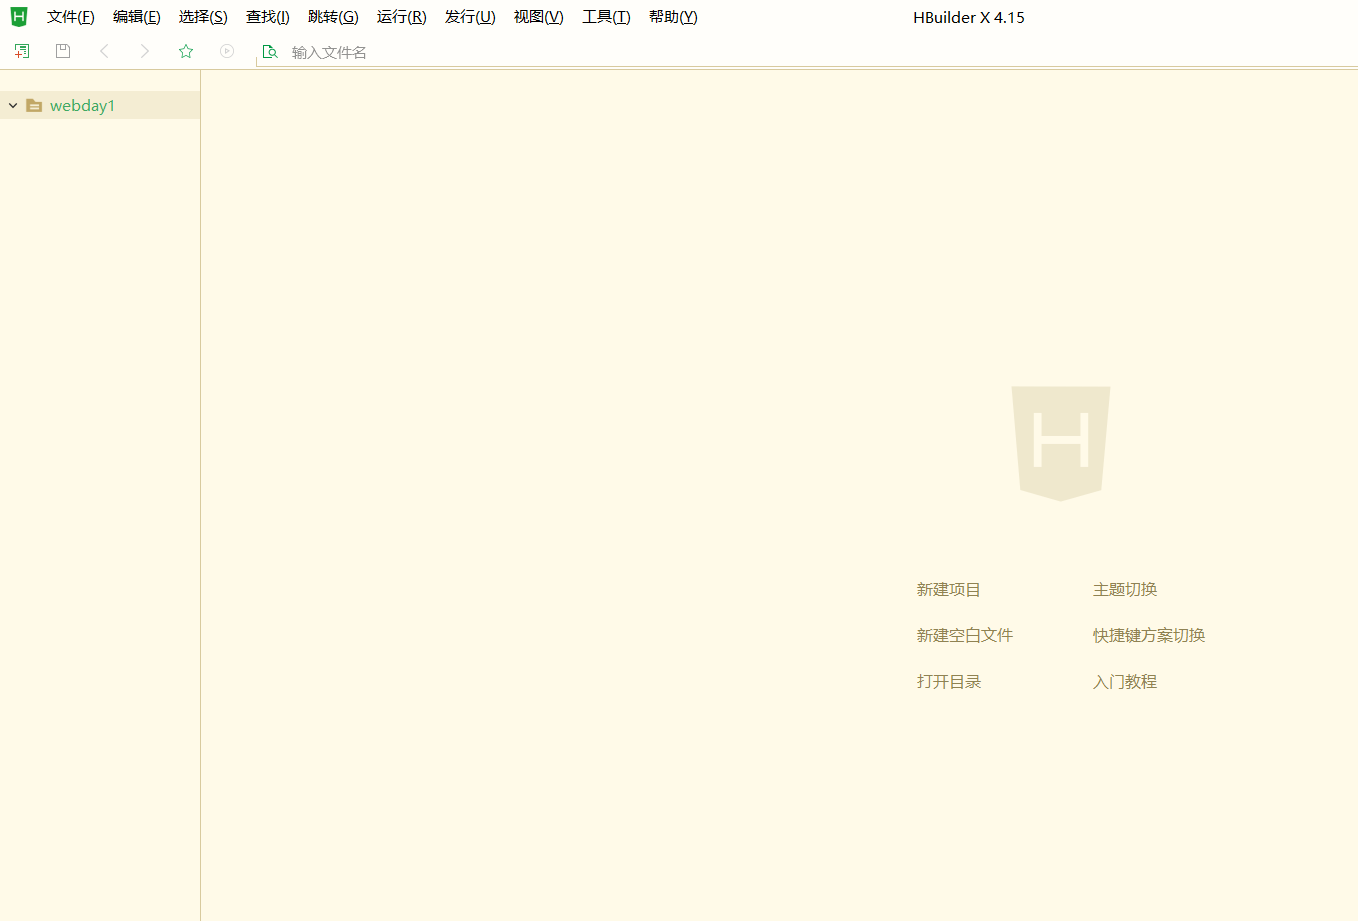 文件(F) 编辑(E) 选择(S) 查找(I) 跳转(G) 运行(R) 发行(U) 视图(V) 工具(T) 帮助(Y) HBuilder X 4.15
输入文件名
webday1
H
新建项目 主题切换
新建空白文件 快捷键方案切换
打开目录 入门教程